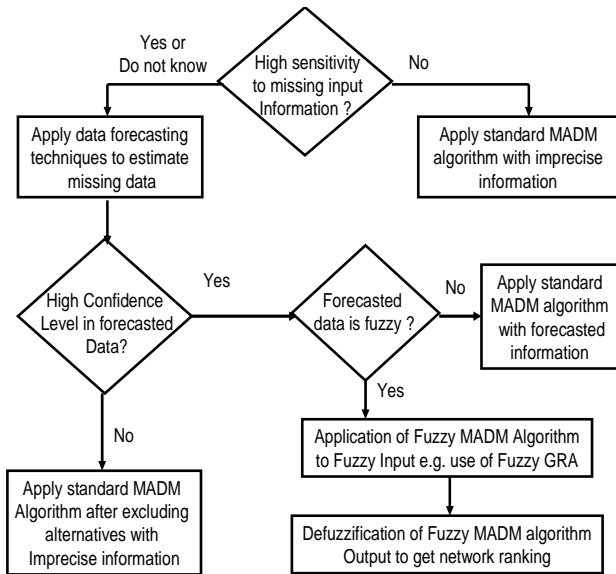 Yes or
Do not know
High sensitivity
to missing input
Information ?
No
Apply data forecasting
techniques to estimate
missing data
Apply standard MADM
algorithm with imprecise
information
High Confidence
Level in forecasted
Data?
Yes
Forecasted
data is fuzzy ?
No
Apply standard
MADM algorithm
with forecasted
information
Yes
No
Application of Fuzzy MADM Algorithm
to Fuzzy Input e.g. use of Fuzzy GRA
Apply standard MADM
Algorithm after excluding
alternatives with
Imprecise information
Defuzzification of Fuzzy MADM algorithm
Output to get network ranking